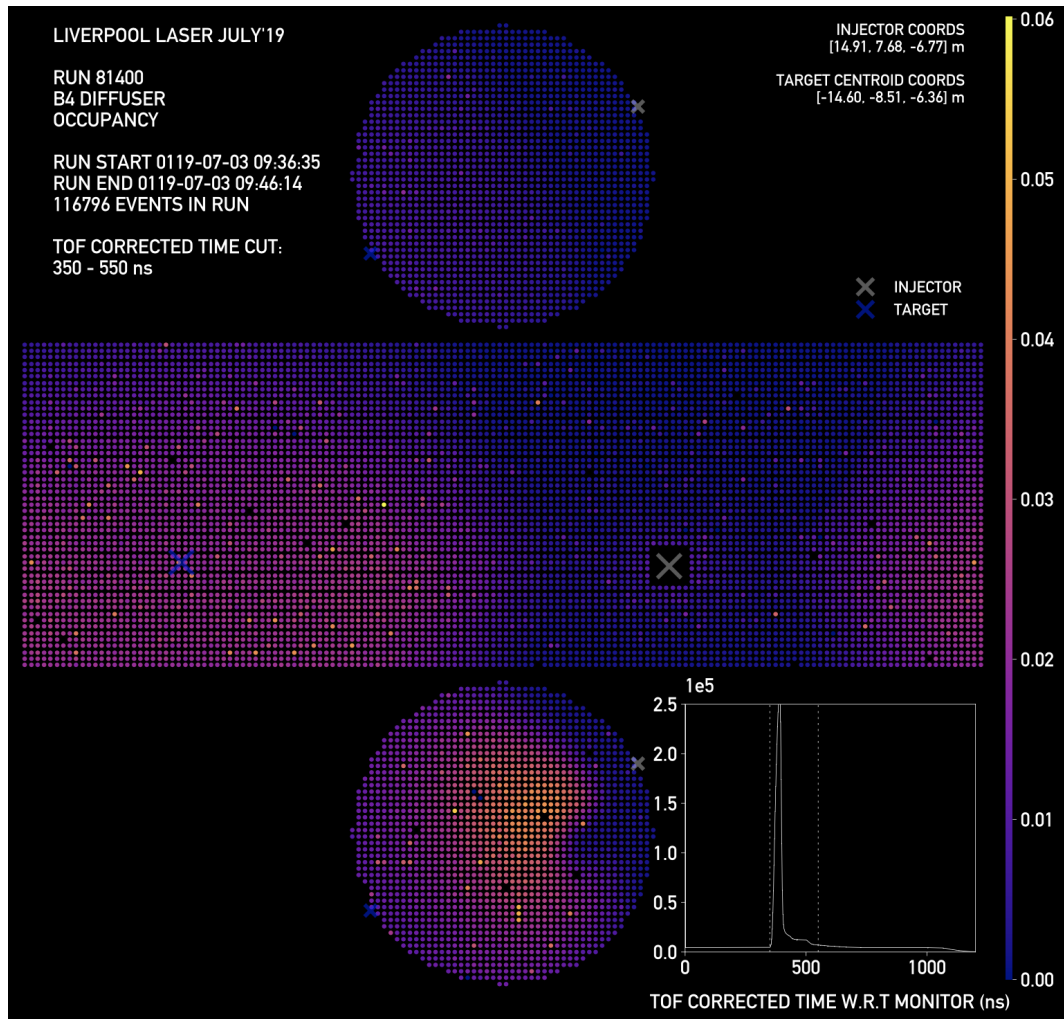 LIVERPOOL LASER JULY'19
RUN 81400
B4 DIFFUSER
OCCUPANCY
RUN START 0119-07-03 09:36:35
RUN END 0119-07-03 09:46:14
116796 EVENTS IN RUN
TOF CORRECTED TIME CUT:
350 - 550 ns
INJECTOR COORDS
[14.91, 7.68, -6.77] m
TARGET CENTROID COORDS
[-14.60, -8.51, -6.36] m
INJECTOR
TARGET
0.06
0.05
0.04
0.03
0.02
0.01
0.00
1e5
2.5
2.0
1.5
1.0
0.5
0.0
0 500 1000
TOF CORRECTED TIME W.R.T MONITOR (ns)